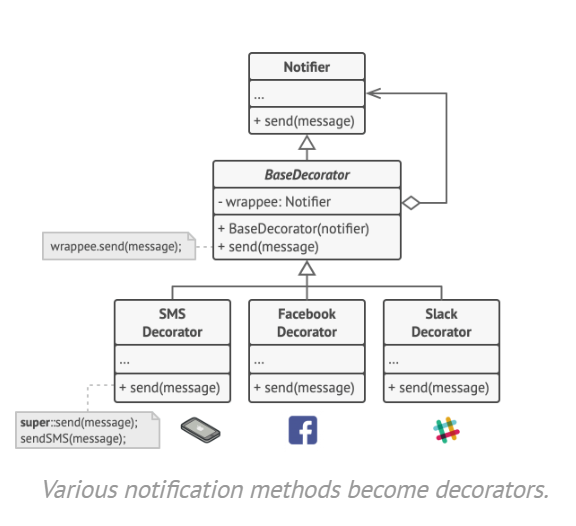 Notifier
...
+ send(message)
BaseDecorator
- wrappee: Notifier
+ BaseDecorator(notifier)
+ send(message)
wrappee.send(message);
SMS
Decorator
...
+ send(message)
Facebook
Decorator
...
+ send(message)
Slack
Decorator
...
+ send(message)
super::send(message);
sendSMS(message);
Various notification methods become decorators.